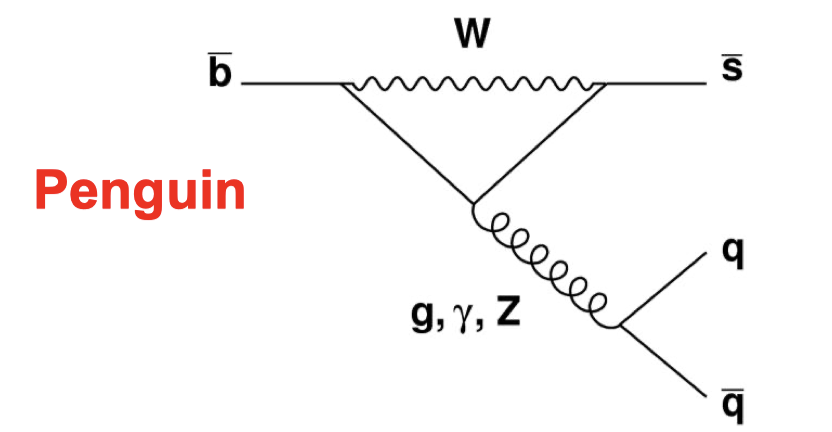 W
b̅
s̅
Penguin
q
g, γ, Z
q̅